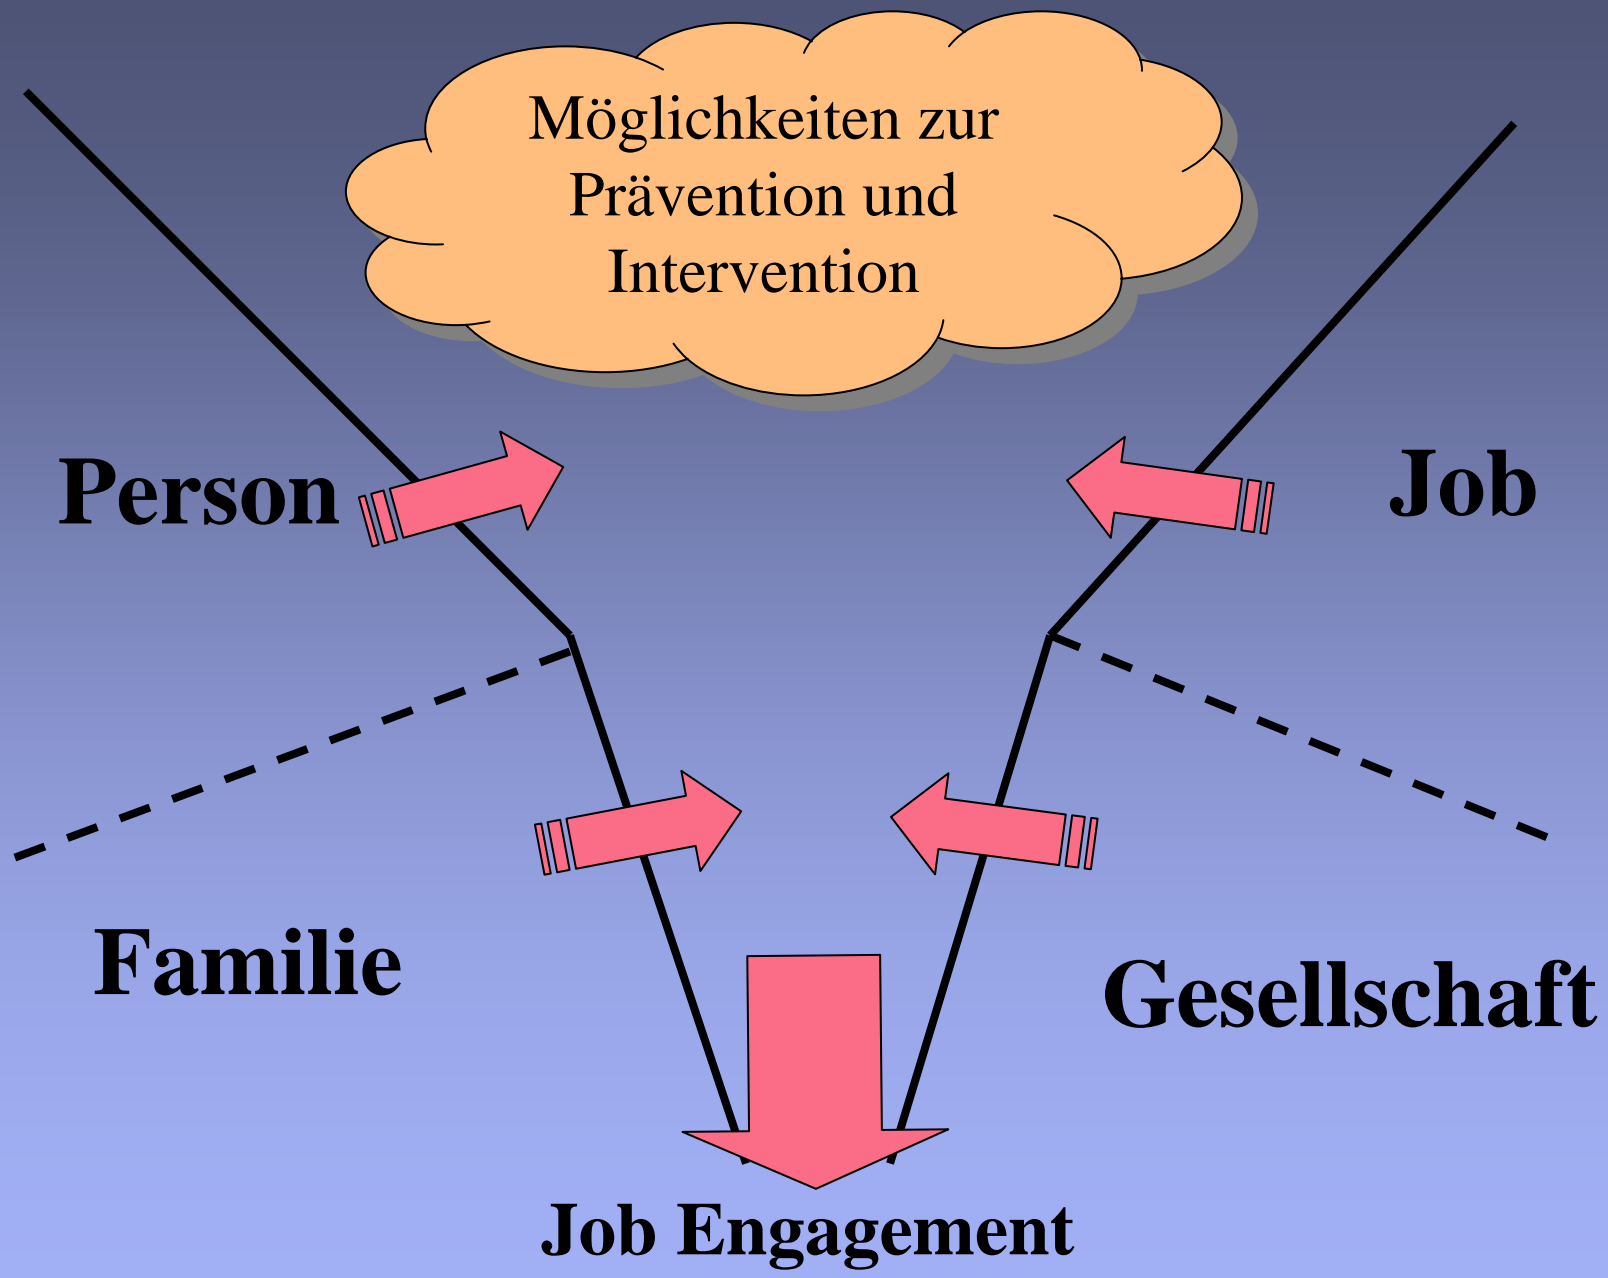 Möglichkeiten zur
Prävention und
Intervention
Person
Job
Familie
Gesellschaft
Job Engagement